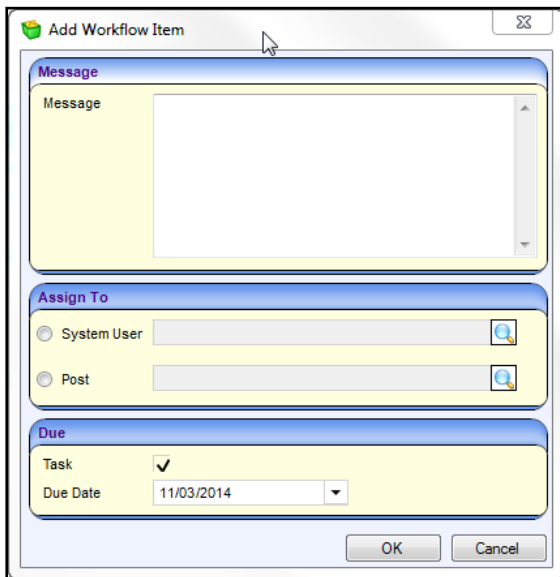 Add Workflow Item
Message
Message
Assign To
System User
Post
Due
Task
Due Date 11/03/2014
OK Cancel